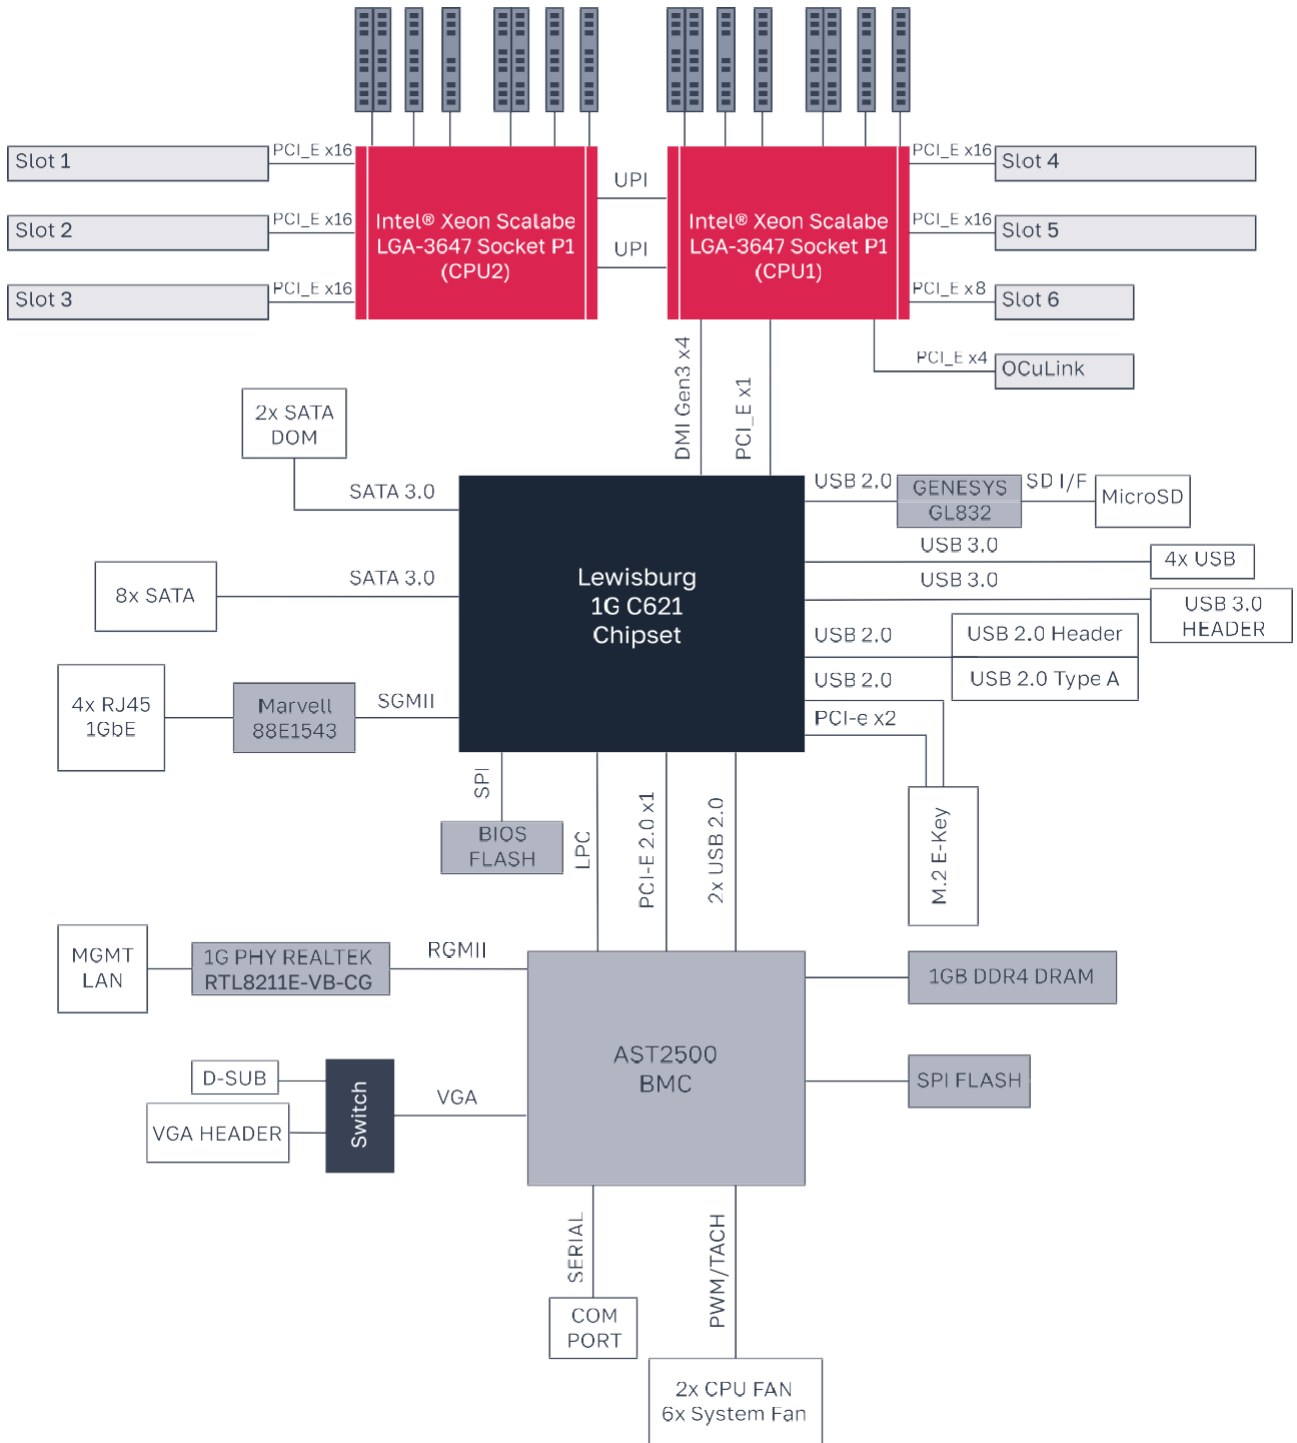 Slot 1
PCI_E x16
Slot 2
PCI_E x16
Slot 3
PCI_E x16
Intel® Xeon Scalabe
LGA-3647 Socket P1
(CPU2)
UPI
UPI
Intel® Xeon Scalabe
LGA-3647 Socket P1
(CPU1)
PCI_E x16
Slot 4
PCI_E x16
Slot 5
PCI_E x8
Slot 6
PCI_E x4
OCuLink
DMI Gen3 x4
PCI_E x1
2x SATA
DOM
SATA 3.0
8x SATA
SATA 3.0
4x RJ45
1GbE
Marvell
88E1543
SGMII
Lewisburg
1G C621
Chipset
USB 2.0
GENESYS
GL832
SD I/F
MicroSD
USB 3.0
4x USB
USB 3.0
USB 3.0
HEADER
USB 2.0
USB 2.0 Header
USB 2.0 Type A
USB 2.0
PCI-e x2
M.2 E-Key
SPI
BIOS
FLASH
LPC
PCI-E 2.0 x1
2x USB 2.0
MGMT
LAN
1G PHY REALTEK
RTL8211E-VB-CG
RGMII
AST2500
BMC
1GB DDR4 DRAM
SPI FLASH
D-SUB
VGA HEADER
Switch
VGA
SERIAL
COM
PORT
PWM/TACH
2x CPU FAN
6x System Fan